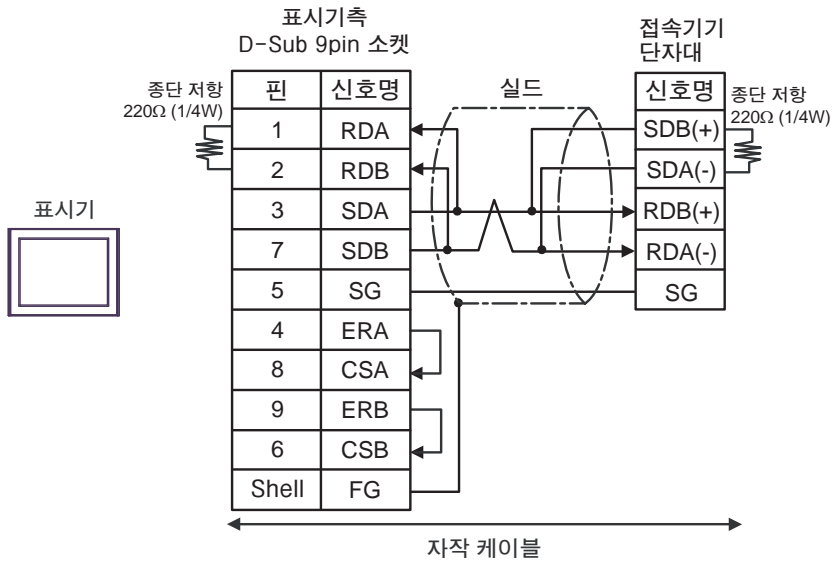 표시기측
D-Sub 9pin 소켓
접속기기
단자대
종단 저항
220Ω (1/4W)
핀 신호명
실드
신호명
종단 저항
220Ω (1/4W)
1 RDA
SDB(+)
2 RDB
SDA(-)
표시기
3 SDA
RDB(+)
7 SDB
RDA(-)
5 SG
SG
4 ERA
8 CSA
9 ERB
6 CSB
Shell FG
자작 케이블